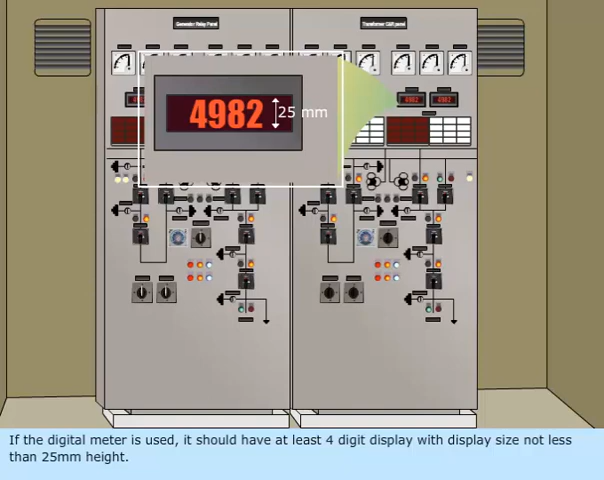 Generator Relay Panel
Transformer C&R panel
4982
25 mm
4982
4982
If the digital meter is used, it should have at least 4 digit display with display size not less
than 25mm height.